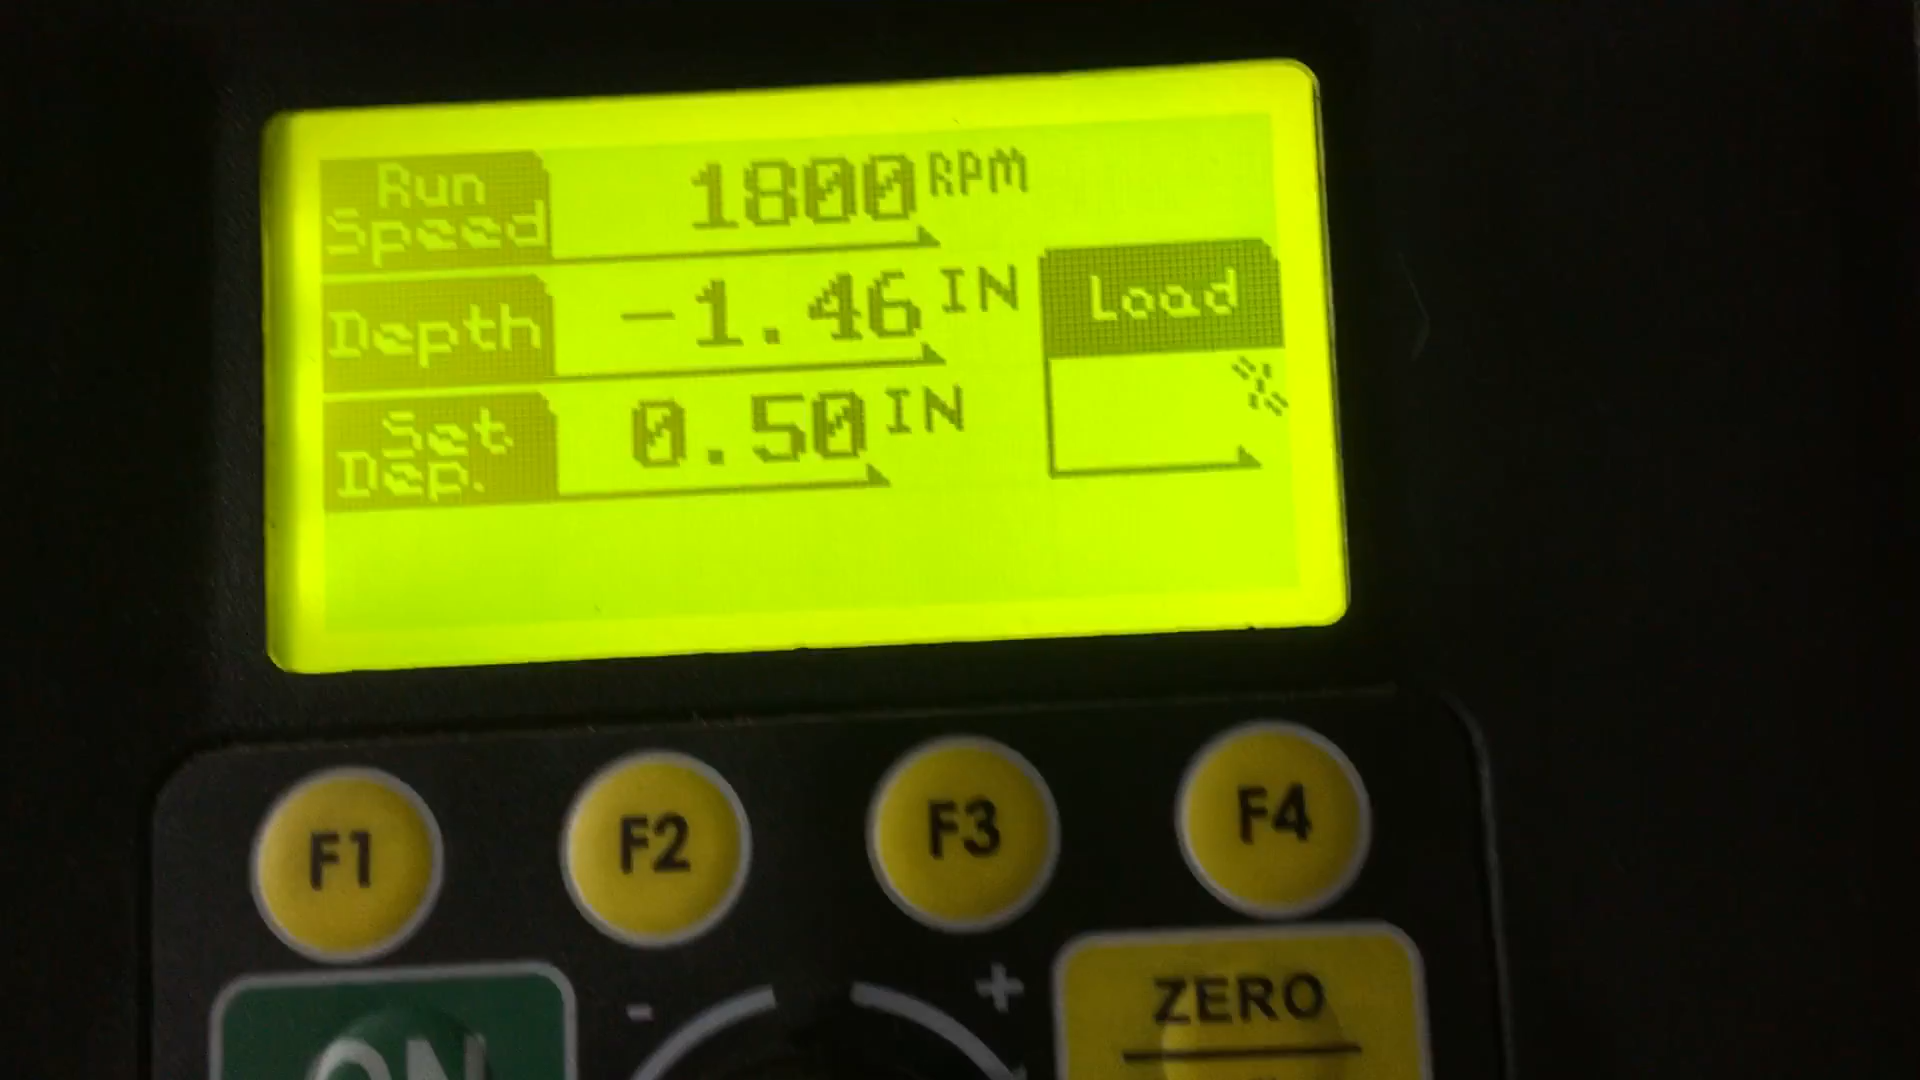 Run Speed 1800 RPM
Depth -1.46 IN
Load
%
Set Dep. 0.50 IN
F1 F2 F3 F4
- +
ON
ZERO